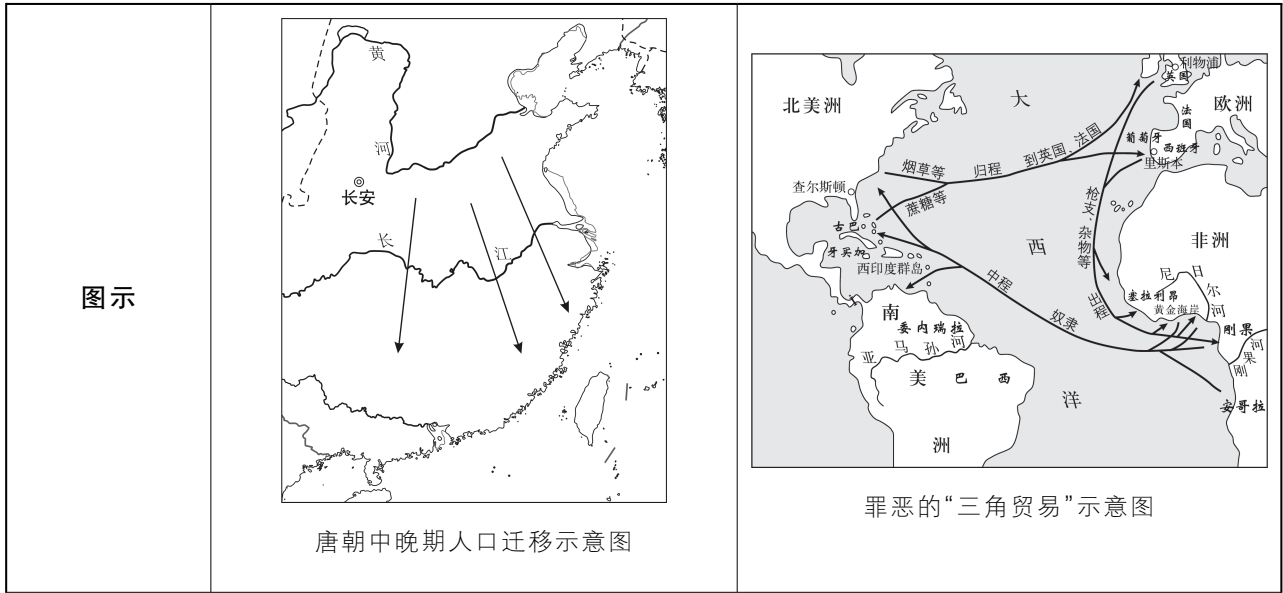 图示
黄
河
长安
长
江
唐朝中晚期人口迁移示意图
利物浦
英国
北美洲
大
欧洲
法国
葡萄牙
西班牙
里斯本
到英国、法国
归程
烟草等
蔗糖等
查尔斯顿
枪支、杂物等
古巴
牙买加
西印度群岛
西
非洲
尼日尔河
塞拉利昂
黄金海岸
中程
出程
奴隶
刚果
刚果河
南
委内瑞拉
亚马孙河
美
巴西
洋
安哥拉
洲
罪恶的“三角贸易”示意图